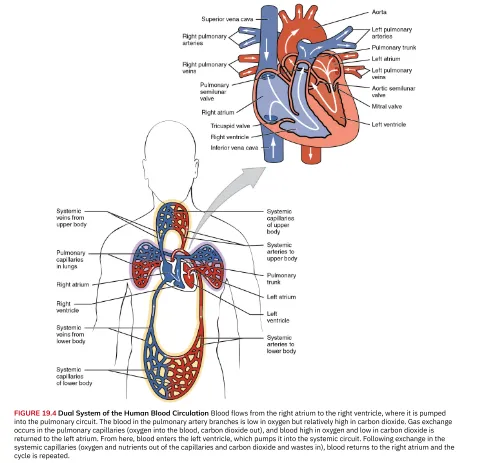 Superior vena cava
Right pulmonary
arteries
Right pulmonary
veins
Pulmonary
semilunar
valve
Right atrium
Tricuspid valve
Right ventricle
Inferior vena cava
Aorta
Left pulmonary
arteries
Pulmonary trunk
Left atrium
Left pulmonary
veins
Aortic semilunar
valve
Mitral valve
Left ventricle
Systemic
veins from
upper body
Pulmonary
capillaries
in lungs
Right atrium
Right
ventricle
Systemic
veins from
lower body
Systemic
capillaries
of lower body
Systemic
capillaries
of upper
body
Systemic
arteries to
upper body
Pulmonary
trunk
Left atrium
Left
ventricle
Systemic
arteries to
lower body
FIGURE 19.4 Dual System of the Human Blood Circulation Blood flows from the right atrium to the right ventricle, where it is pumped
into the pulmonary circuit. The blood in the pulmonary artery branches is low in oxygen but relatively high in carbon dioxide. Gas exchange
occurs in the pulmonary capillaries (oxygen into the blood, carbon dioxide out), and blood high in oxygen and low in carbon dioxide is
returned to the left atrium. From here, blood enters the left ventricle, which pumps it into the systemic circuit. Following exchange in the
systemic capillaries (oxygen and nutrients out of the capillaries and carbon dioxide and wastes in), blood returns to the right atrium and the
cycle is repeated.